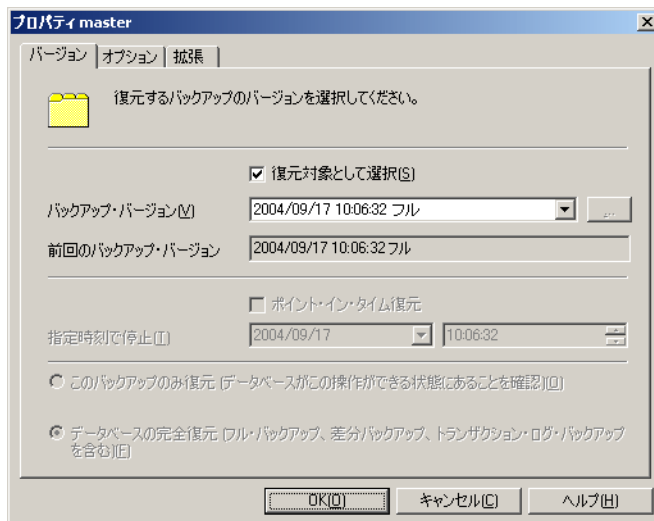 プロパティ master
バージョン オプション 拡張
復元するバックアップのバージョンを選択してください。
復元対象として選択(S)
バックアップ・バージョン(V) 2004/09/17 10:06:32 フル ...
前回のバックアップ・バージョン 2004/09/17 10:06:32フル
ポイント・イン・タイム復元
指定時刻で停止(T) 2004/09/17 10:06:32
このバックアップのみ復元 (データベースがこの操作ができる状態にあることを確認)(O)
データベースの完全復元 (フル・バックアップ、差分バックアップ、トランザクション・ログ・バックアップ
を含む)(F)
OK(O) キャンセル(C) ヘルプ(H)